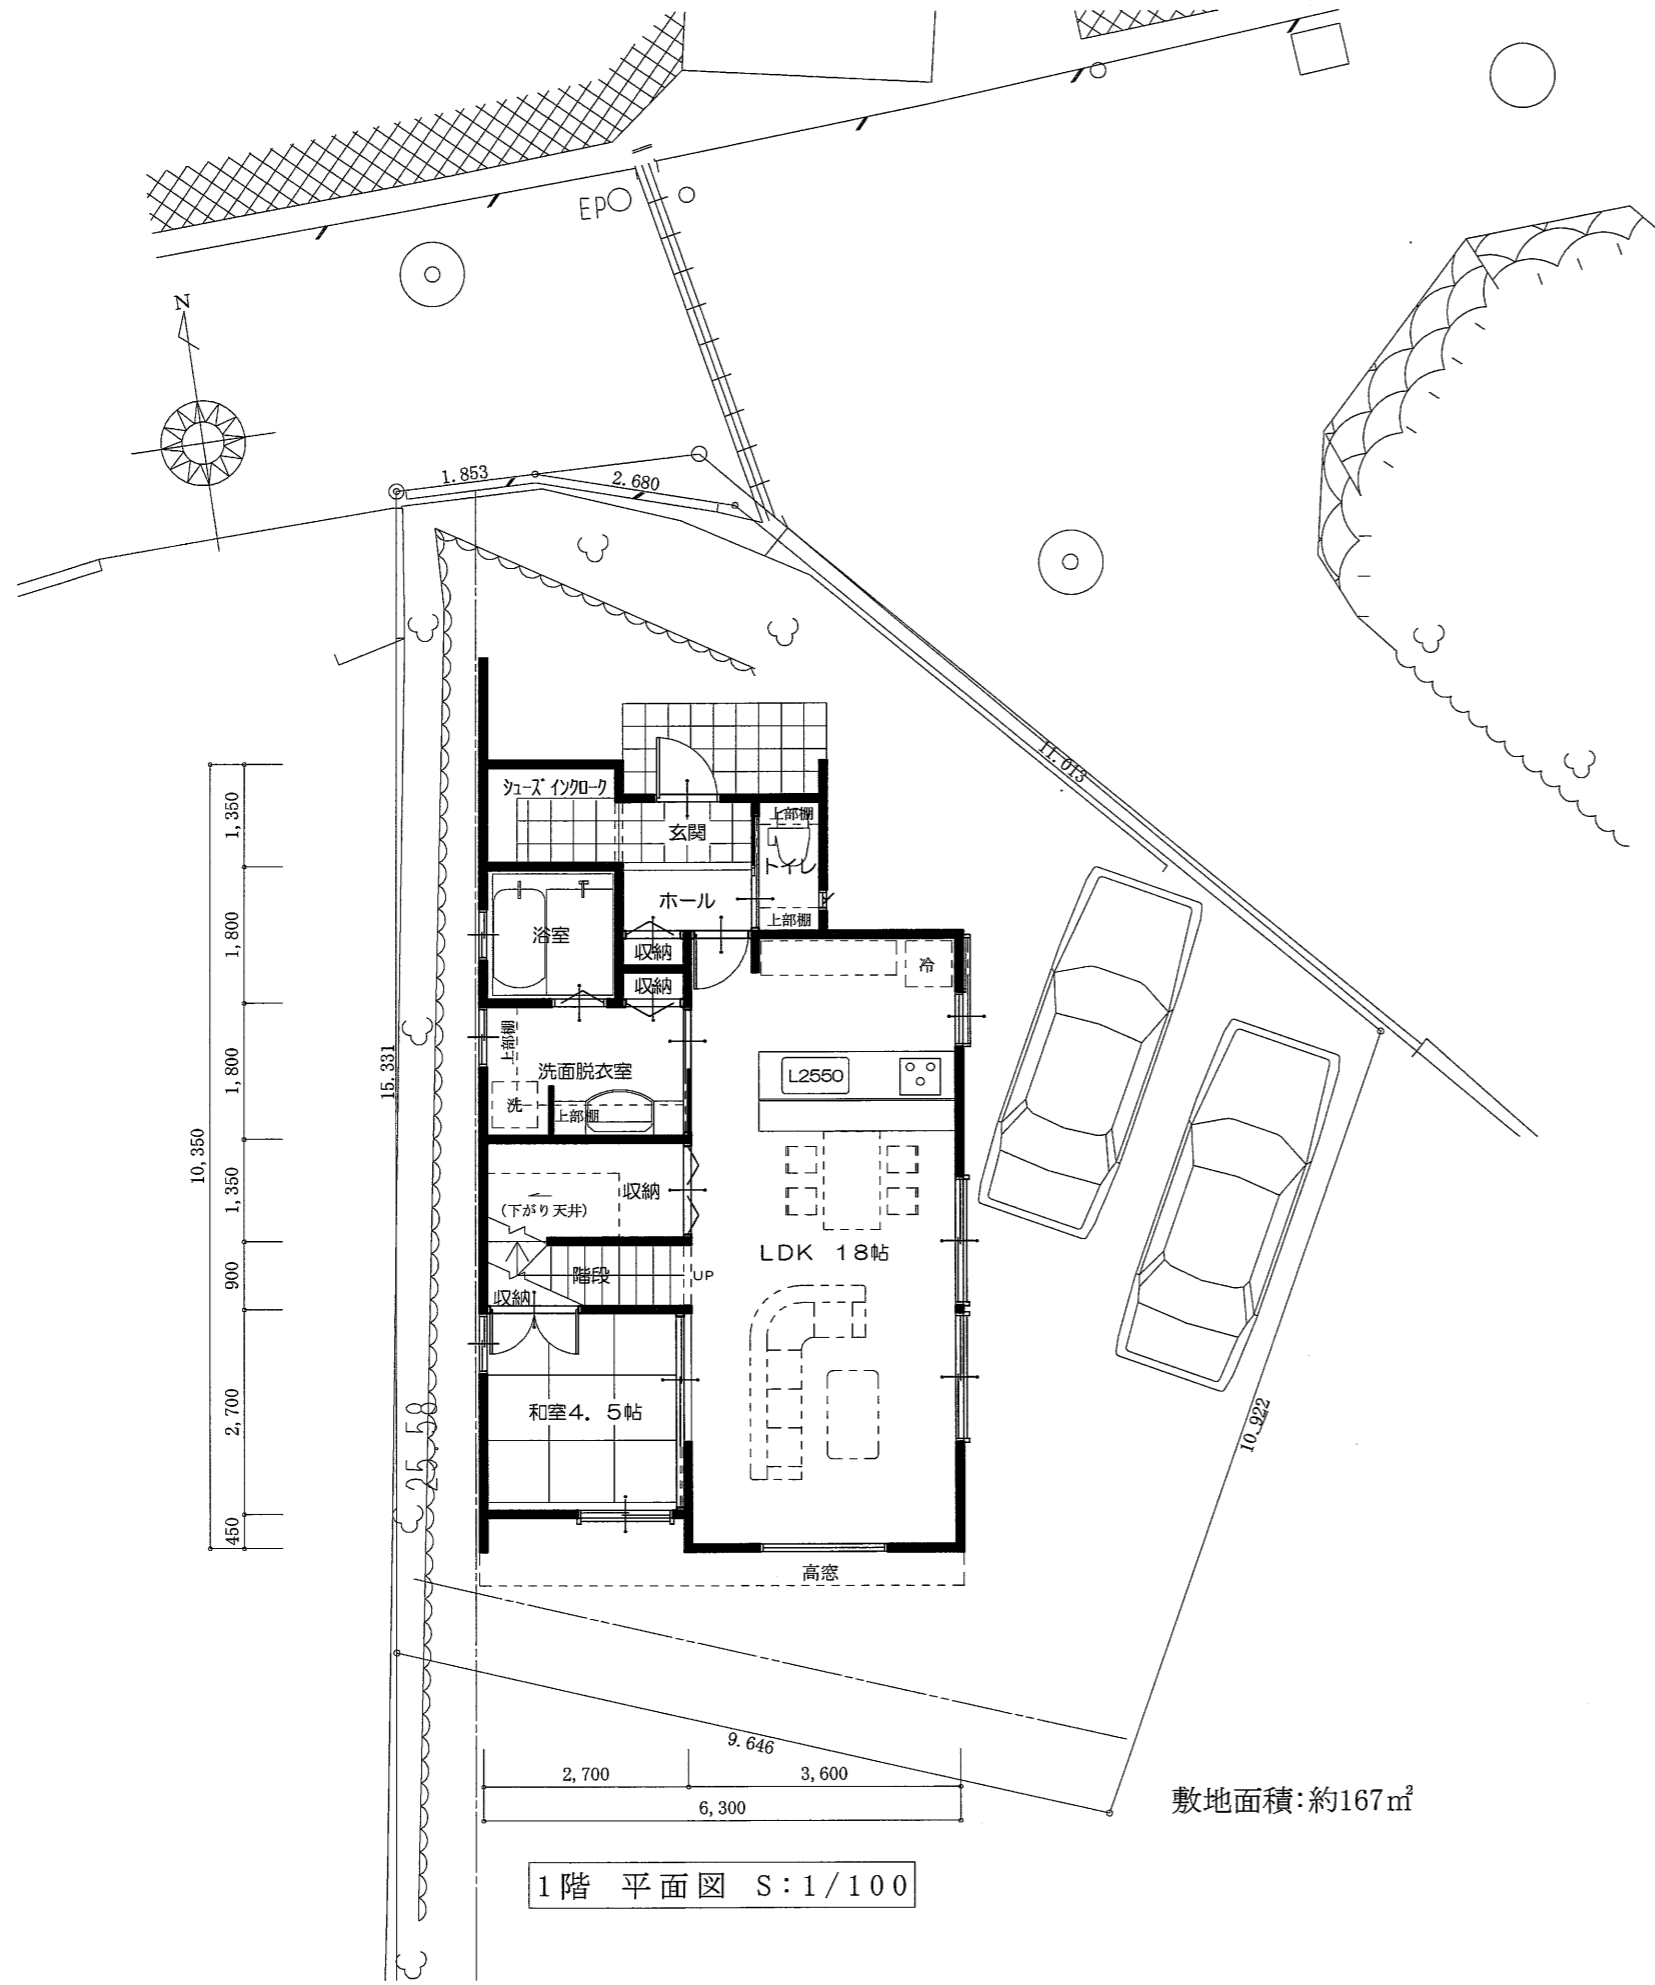 EP
N
1.853
2.680
11.013
シューズインクローク
上部棚
玄関
トイレ
ホール
上部棚
浴室
収納
冷
収納
上部棚
洗面脱衣室
L2550
洗
上部棚
収納
(下がり天井)
LDK 18帖
階段
UP
収納
和室4.5帖
高窓
1,350
1,800
1,800
1,350
900
2,700
450
10,350
15.331
25.58
10.922
9.646
2,700
3,600
6,300
敷地面積:約167㎡
1階 平面図 S:1/100